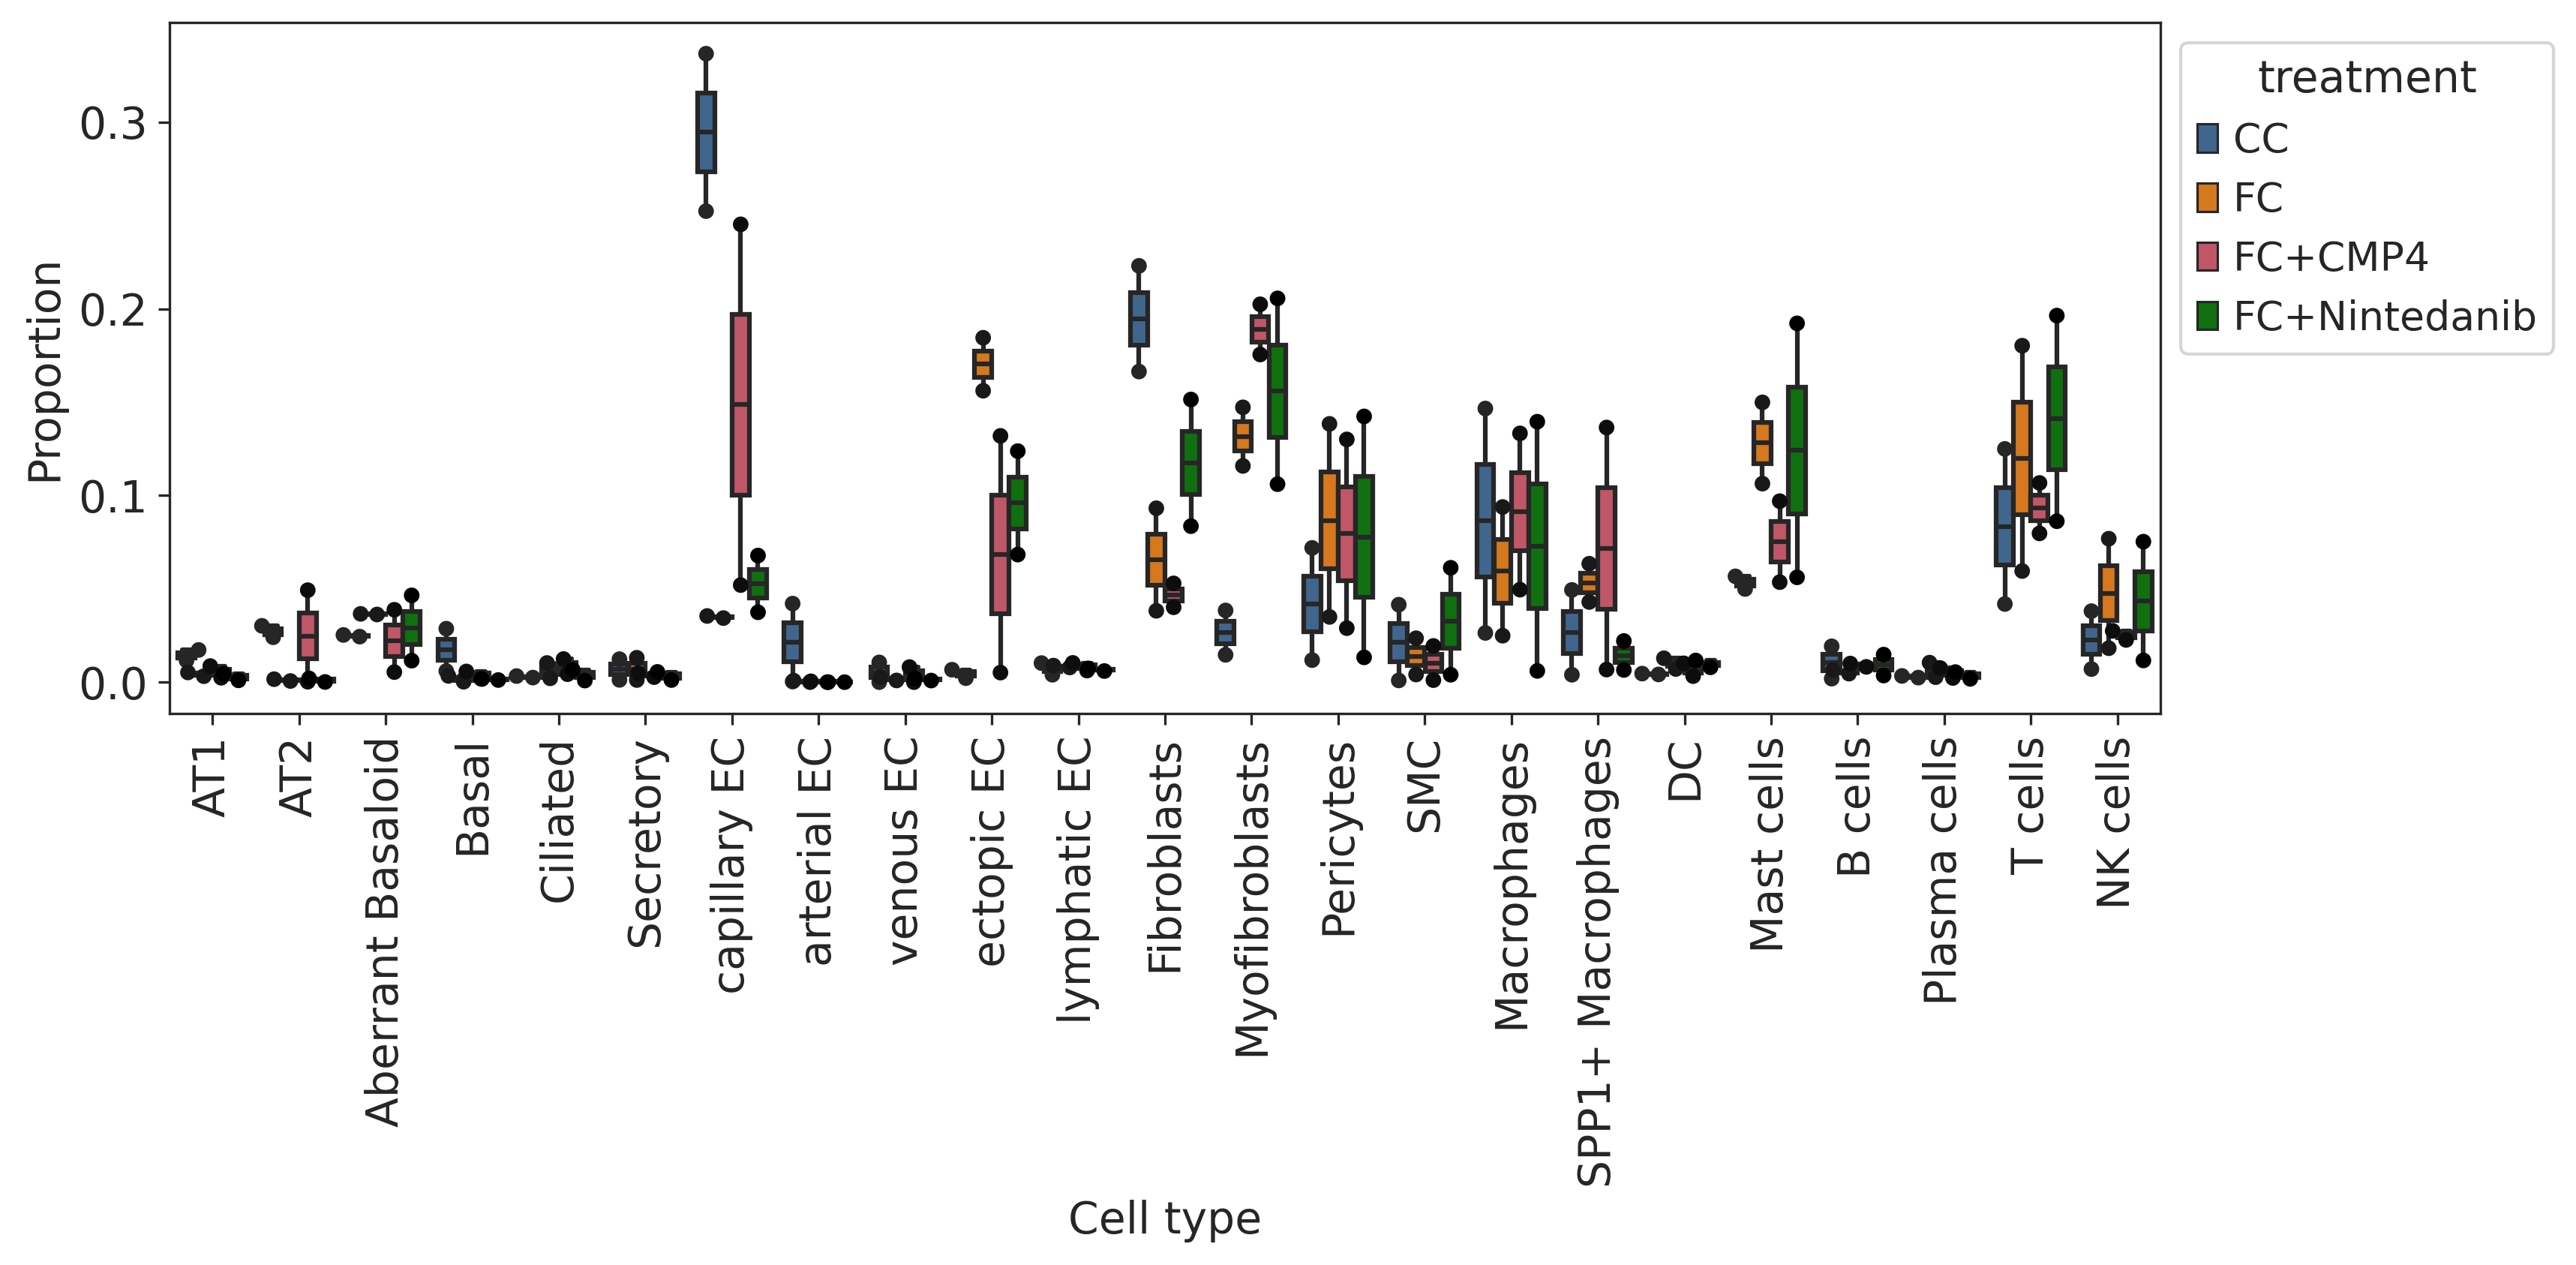 treatment
CC
FC
FC+CMP4
FC+Nintedanib
Proportion
0.3
0.2
0.1
0.0
AT1
AT2
Aberrant Basaloid
Basal
Ciliated
Secretory
capillary EC
arterial EC
venous EC
ectopic EC
lymphatic EC
Fibroblasts
Myofibroblasts
Pericytes
SMC
Macrophages
SPP1+ Macrophages
DC
Mast cells
B cells
Plasma cells
T cells
NK cells
Cell type